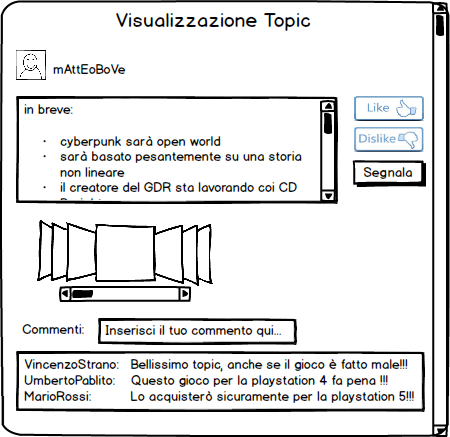 Visualizzazione Topic
mAttEoBoVe
in breve:
· cyberpunk sarà open world
· sarà basato pesantemente su una storia
non lineare
· il creatore del GDR sta lavorando coi CD
Like
Dislike
Segnala
Commenti: Inserisci il tuo commento qui...
VincenzoStrano: Bellissimo topic, anche se il gioco è fatto male!!!
UmbertoPablito: Questo gioco per la playstation 4 fa pena !!!
MarioRossi: Lo acquisterò sicuramente per la playstation 5!!!